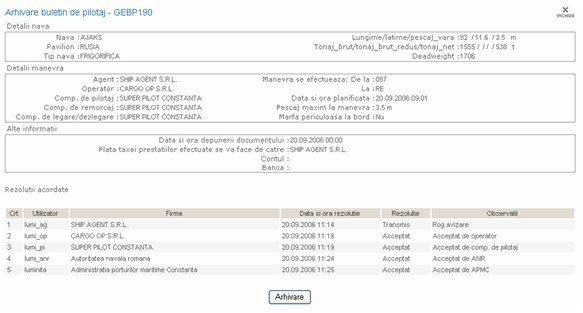 Arhivare buletin de pilotaj - GEBP190
INCHIDE
Detalii nava
Nava :AJAKS Lungime/latime/pescaj_vara :82 /11.6 /3.5 m
Pavilion :RUSIA Tonaj_brut/tonaj_brut_redus/tonaj_net :1555 / / / /538 t
Tip nava :FRIGORIFICA Deadweight :1706
Detalii manevra
Agent :SHIP AGENT S.R.L. Manevra se efectueaza: De la :057
Operator :CARGO OP S.R.L. La :RE
Comp. de pilotaj :SUPER PILOT CONSTANTA Data si ora planificata :20.09.2006 09:01
Comp. de remorcaj :SUPER PILOT CONSTANTA Pescaj maxim la manevra :3.5 m
Comp. de legare/dezlegare :SUPER PILOT CONSTANTA Marfa periculoasa la bord :Nu
Alte informatii
Data si ora depunerii documentului :20.09.2006 00:00
Plata taxei prestatiilor efectuate se va face de catre :SHIP AGENT S.R.L.
Contul :
Banca :
Rezolutii acordate
Crt Utilizator Firma Data si ora rezolutie Rezolutie Observatii
1 lumi_ag SHIP AGENT S.R.L. 20.09.2006 11:14 Transmis Rog avizare
2 lumi_op CARGO OP S.R.L. 20.09.2006 11:18 Acceptat Acceptat de operator
3 lumi_pi SUPER PILOT CONSTANTA 20.09.2006 11:19 Acceptat Acceptat de comp. de pilotaj
4 lumi_anr Autoritatea navala romana 20.09.2006 11:24 Acceptat Acceptat de ANR
5 luminita Administratia porturilor maritime Constanta 20.09.2006 11:25 Acceptat Acceptat de APMC
Arhivare